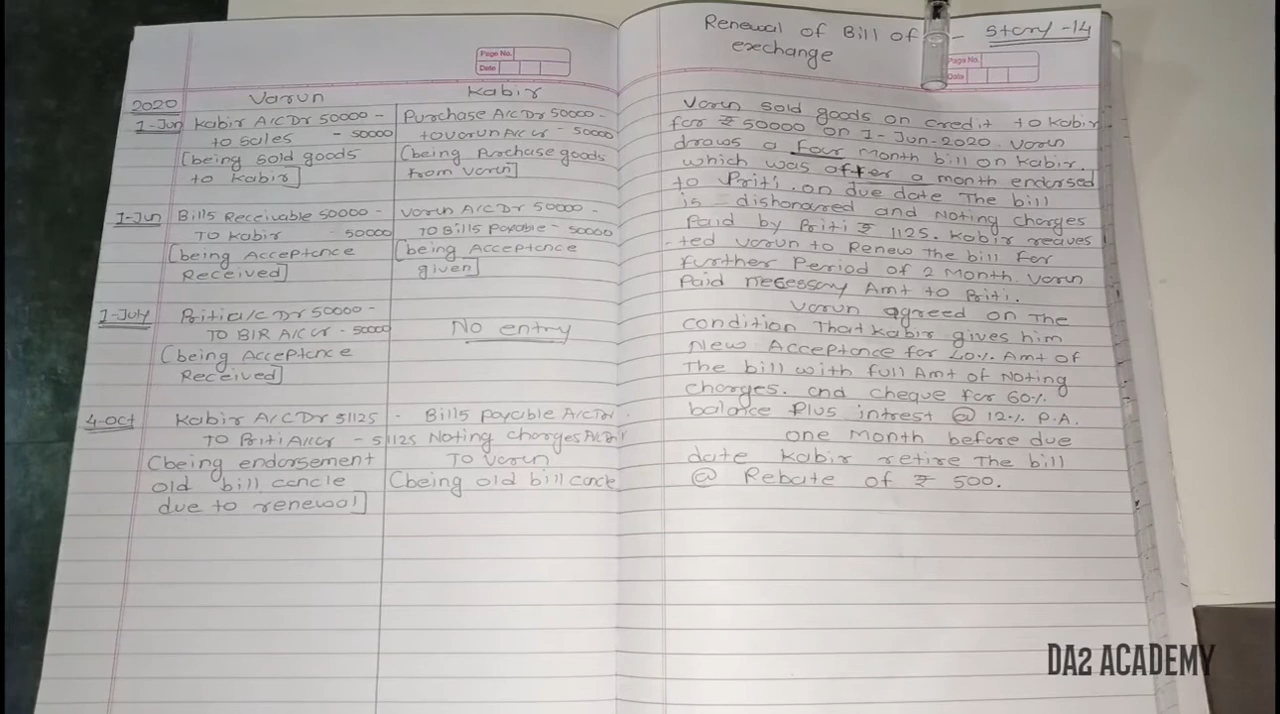 Page No.
Date
2020
Varun
Kabir
1-Jun Kabir A/C Dr 50000 -
to Sales - 50000
(being sold goods
to Kabir]
Purchase A/C Dr 50000 -
to Varun A/C Cr - 50000
(being Purchase goods
from Varun]
1-Jun Bills Receivable 50000 -
TO Kabir - 50000
(being Acceptance
Received]
Varun A/C Dr 50000 -
TO Bills Payable - 50000
(being Acceptance
given]
1-July Priti a/c Dr 50000 -
TO B/R A/C Cr - 50000
(being Acceptance
Received]
No entry
4-Oct Kabir A/C Dr 51125 -
TO Priti A/C Cr - 51125
(being endorsement
old bill cancle
due to renewal]
Bills payable A/C Dr
Noting charges A/C Dr
TO Varun
(being old bill cancle
Renewal of Bill of - Story -14
exechange
Page No.
Date
Varun sold goods on credit to Kabir
for ₹ 50000 on 1-Jun-2020 Varun
draws a four month bill on Kabir.
which was after a month endorsed
to Priti. on due date The bill
is dishonared and Noting charges
Paid by Priti ₹ 1125. Kabir reques
-ted Varun to Renew The bill for
further Period of 2 Month. Varun
Paid necessary Amt to Priti.
Varun agreed on The
condition That Kabir gives him
New Acceptance for 40% Amt of
The bill with full Amt of Noting
charges. and cheque for 60%
balance Plus intrest @ 12% P.A.
one month before due
date Kabir retire The bill
@ Rebate of ₹ 500.
DA2 ACADEMY